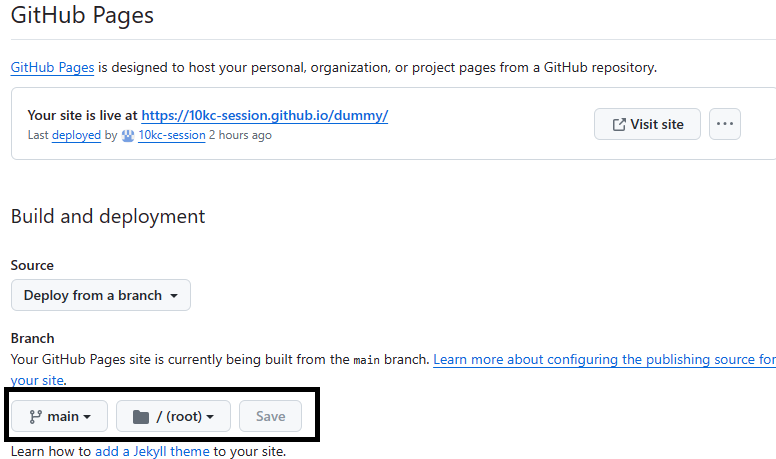 GitHub Pages
GitHub Pages is designed to host your personal, organization, or project pages from a GitHub repository.
Your site is live at https://10kc-session.github.io/dummy/
Last deployed by 10kc-session 2 hours ago
Visit site
Build and deployment
Source
Deploy from a branch
Branch
Your GitHub Pages site is currently being built from the main branch. Learn more about configuring the publishing source for
your site.
main / (root) Save
Learn how to add a Jekyll theme to your site.